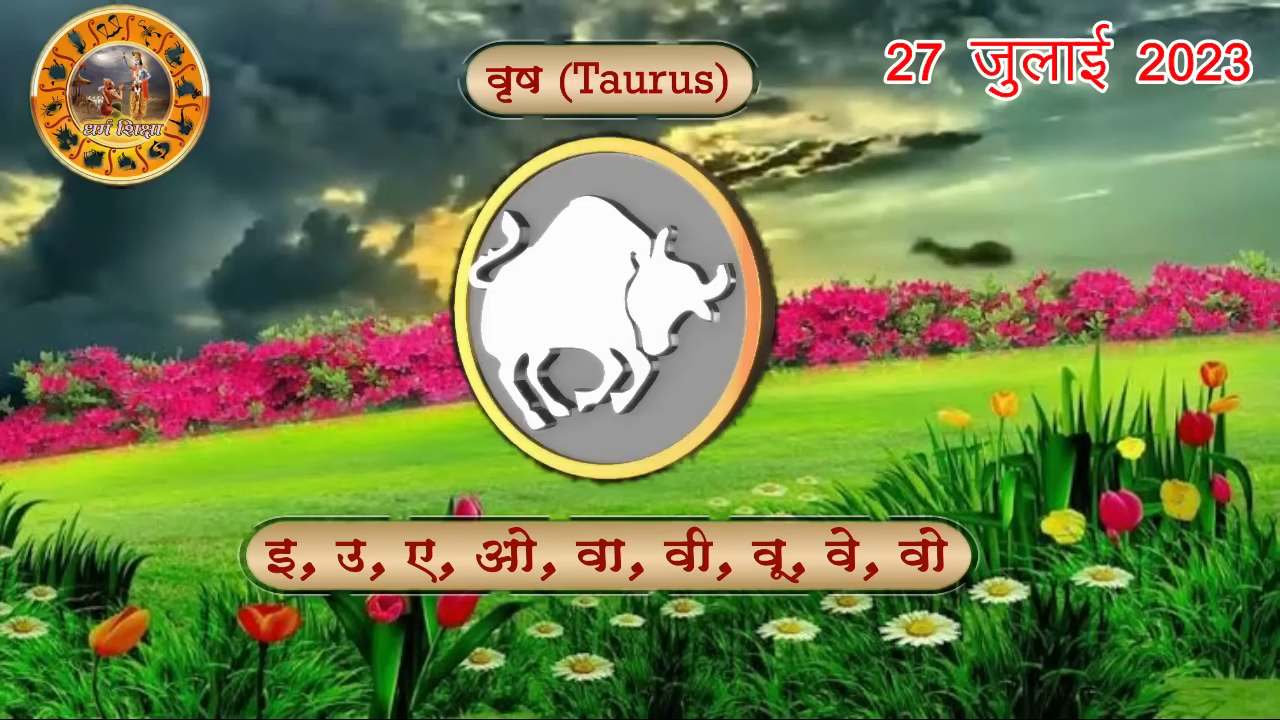 वृष (Taurus)
27 जुलाई 2023
धर्म शिक्षा
इ, उ, ए, ओ, वा, वी, वू, वे, वो